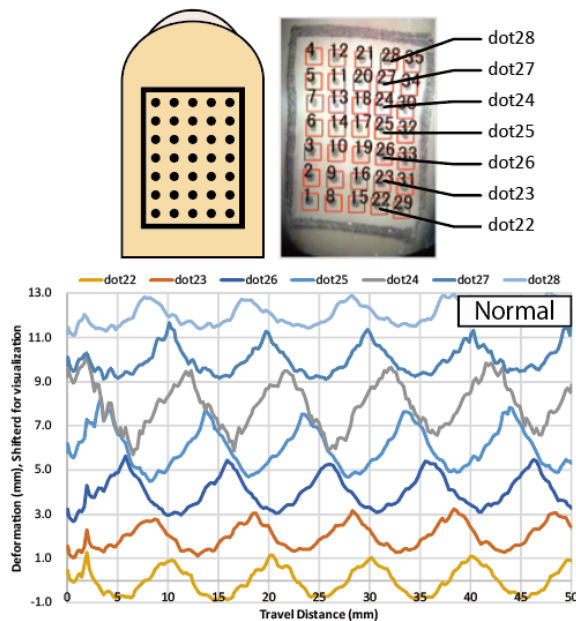 4 12 21 28 35
5 11 20 27 34
7 13 18 24 30
6 14 17 25 32
3 10 19 26 33
2 9 16 23 31
1 8 15 22 29
dot28
dot27
dot24
dot25
dot26
dot23
dot22
dot22 dot23 dot26 dot25 dot24 dot27 dot28
Normal
13.0
11.0
9.0
7.0
5.0
3.0
1.0
-1.0
Deformation (mm), Shifterd for visualization
0 5 10 15 20 25 30 35 40 45 50
Travel Distance (mm)